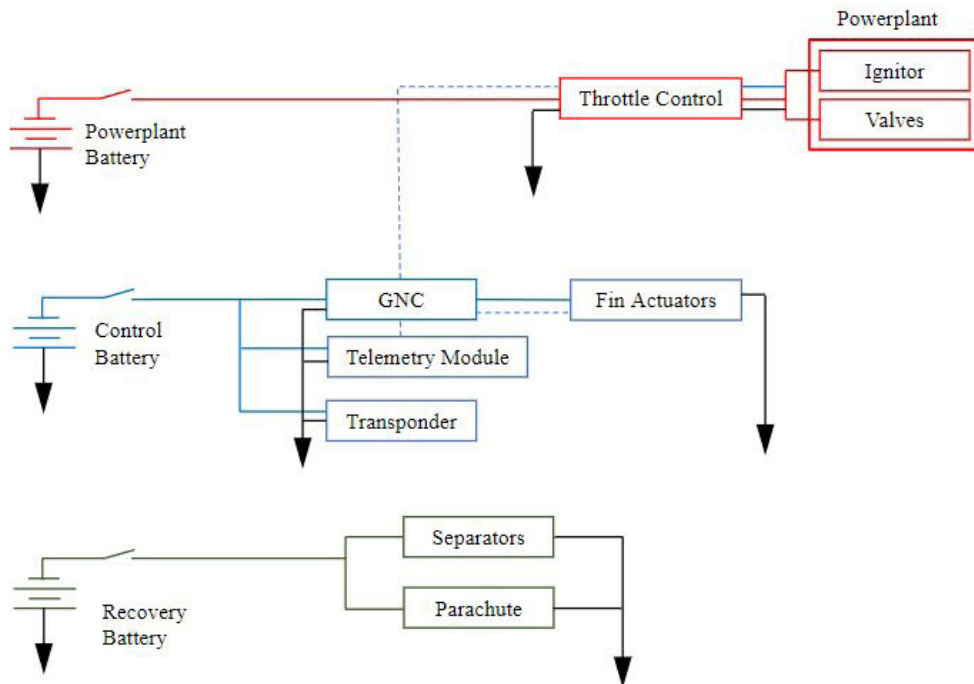 Powerplant
Ignitor
Throttle Control
Valves
Powerplant
Battery
GNC
Fin Actuators
Control
Battery
Telemetry Module
Transponder
Separators
Parachute
Recovery
Battery